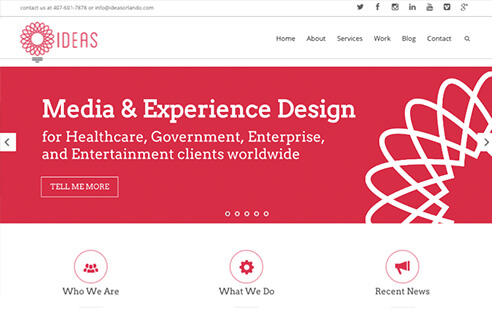 contact us at 407-601-7878 or info@ideasorlando.com
IDEAS
Home About Services Work Blog Contact
Media & Experience Design
for Healthcare, Government, Enterprise,
and Entertainment clients worldwide
TELL ME MORE
Who We Are What We Do Recent News